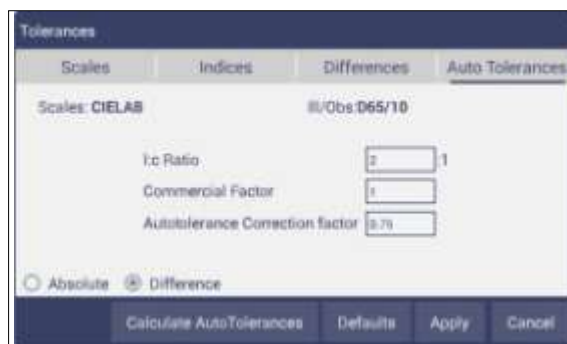 Tolerances
Scales Indices Differences Auto Tolerances
Scales: CIELAB Ill/Obs:D65/10
l:c Ratio 2 :1
Commercial Factor 1
Autotolerance Correction factor 0.75
Absolute Difference
Calculate AutoTolerances Defaults Apply Cancel